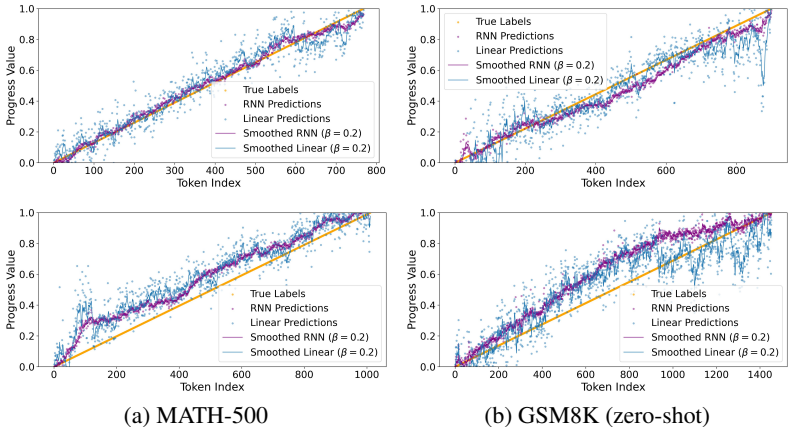 1.0
0.8
0.6
0.4
0.2
0.0
Progress Value
True Labels
RNN Predictions
Linear Predictions
Smoothed RNN (β = 0.2)
Smoothed Linear (β = 0.2)
0 100 200 300 400 500 600 700 800
Token Index
1.0
0.8
0.6
0.4
0.2
0.0
Progress Value
True Labels
RNN Predictions
Linear Predictions
Smoothed RNN (β = 0.2)
Smoothed Linear (β = 0.2)
0 200 400 600 800
Token Index
1.0
0.8
0.6
0.4
0.2
0.0
Progress Value
True Labels
RNN Predictions
Linear Predictions
Smoothed RNN (β = 0.2)
Smoothed Linear (β = 0.2)
0 200 400 600 800 1000
Token Index
1.0
0.8
0.6
0.4
0.2
0.0
Progress Value
True Labels
RNN Predictions
Linear Predictions
Smoothed RNN (β = 0.2)
Smoothed Linear (β = 0.2)
0 200 400 600 800 1000 1200 1400
Token Index
(a) MATH-500
(b) GSM8K (zero-shot)